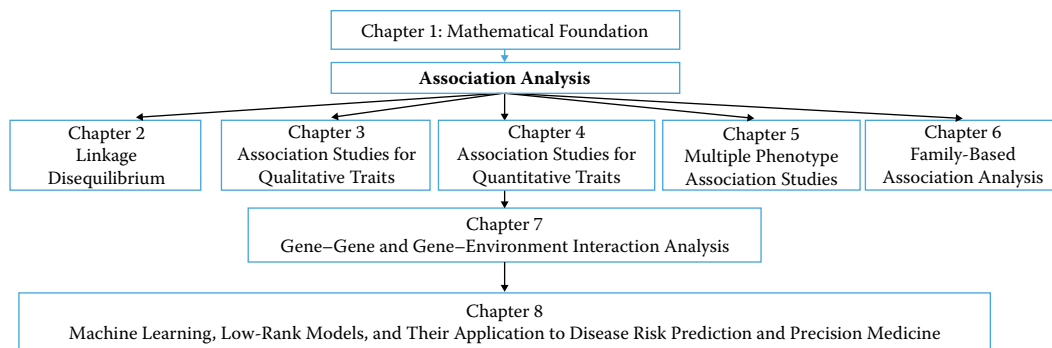 Chapter 1: Mathematical Foundation
Association Analysis
Chapter 2
Linkage
Disequilibrium
Chapter 3
Association Studies for
Qualitative Traits
Chapter 4
Association Studies for
Quantitative Traits
Chapter 5
Multiple Phenotype
Association Studies
Chapter 6
Family-Based
Association Analysis
Chapter 7
Gene–Gene and Gene–Environment Interaction Analysis
Chapter 8
Machine Learning, Low-Rank Models, and Their Application to Disease Risk Prediction and Precision Medicine